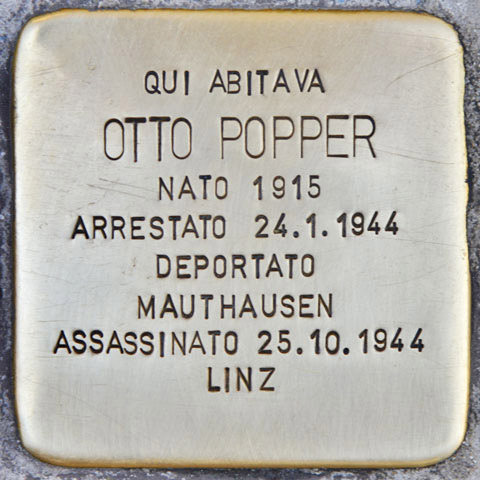 QUI ABITAVA
OTTO POPPER
NATO 1915
ARRESTATO 24.1.1944
DEPORTATO
MAUTHAUSEN
ASSASSINATO 25.10.1944
LINZ